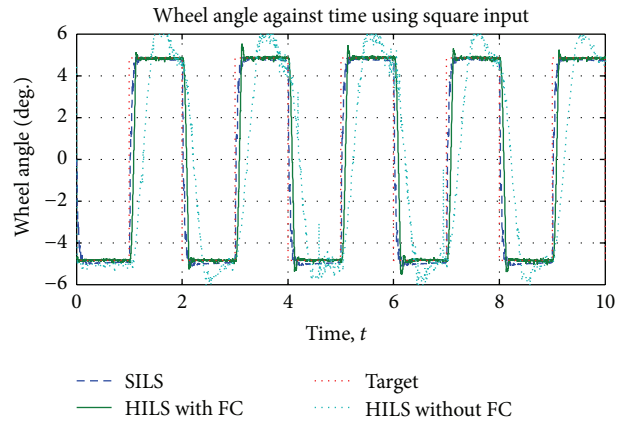 Wheel angle against time using square input
6
4
2
0
−2
−4
−6
Wheel angle (deg.)
0 2 4 6 8 10
Time, t
SILS Target
HILS with FC HILS without FC